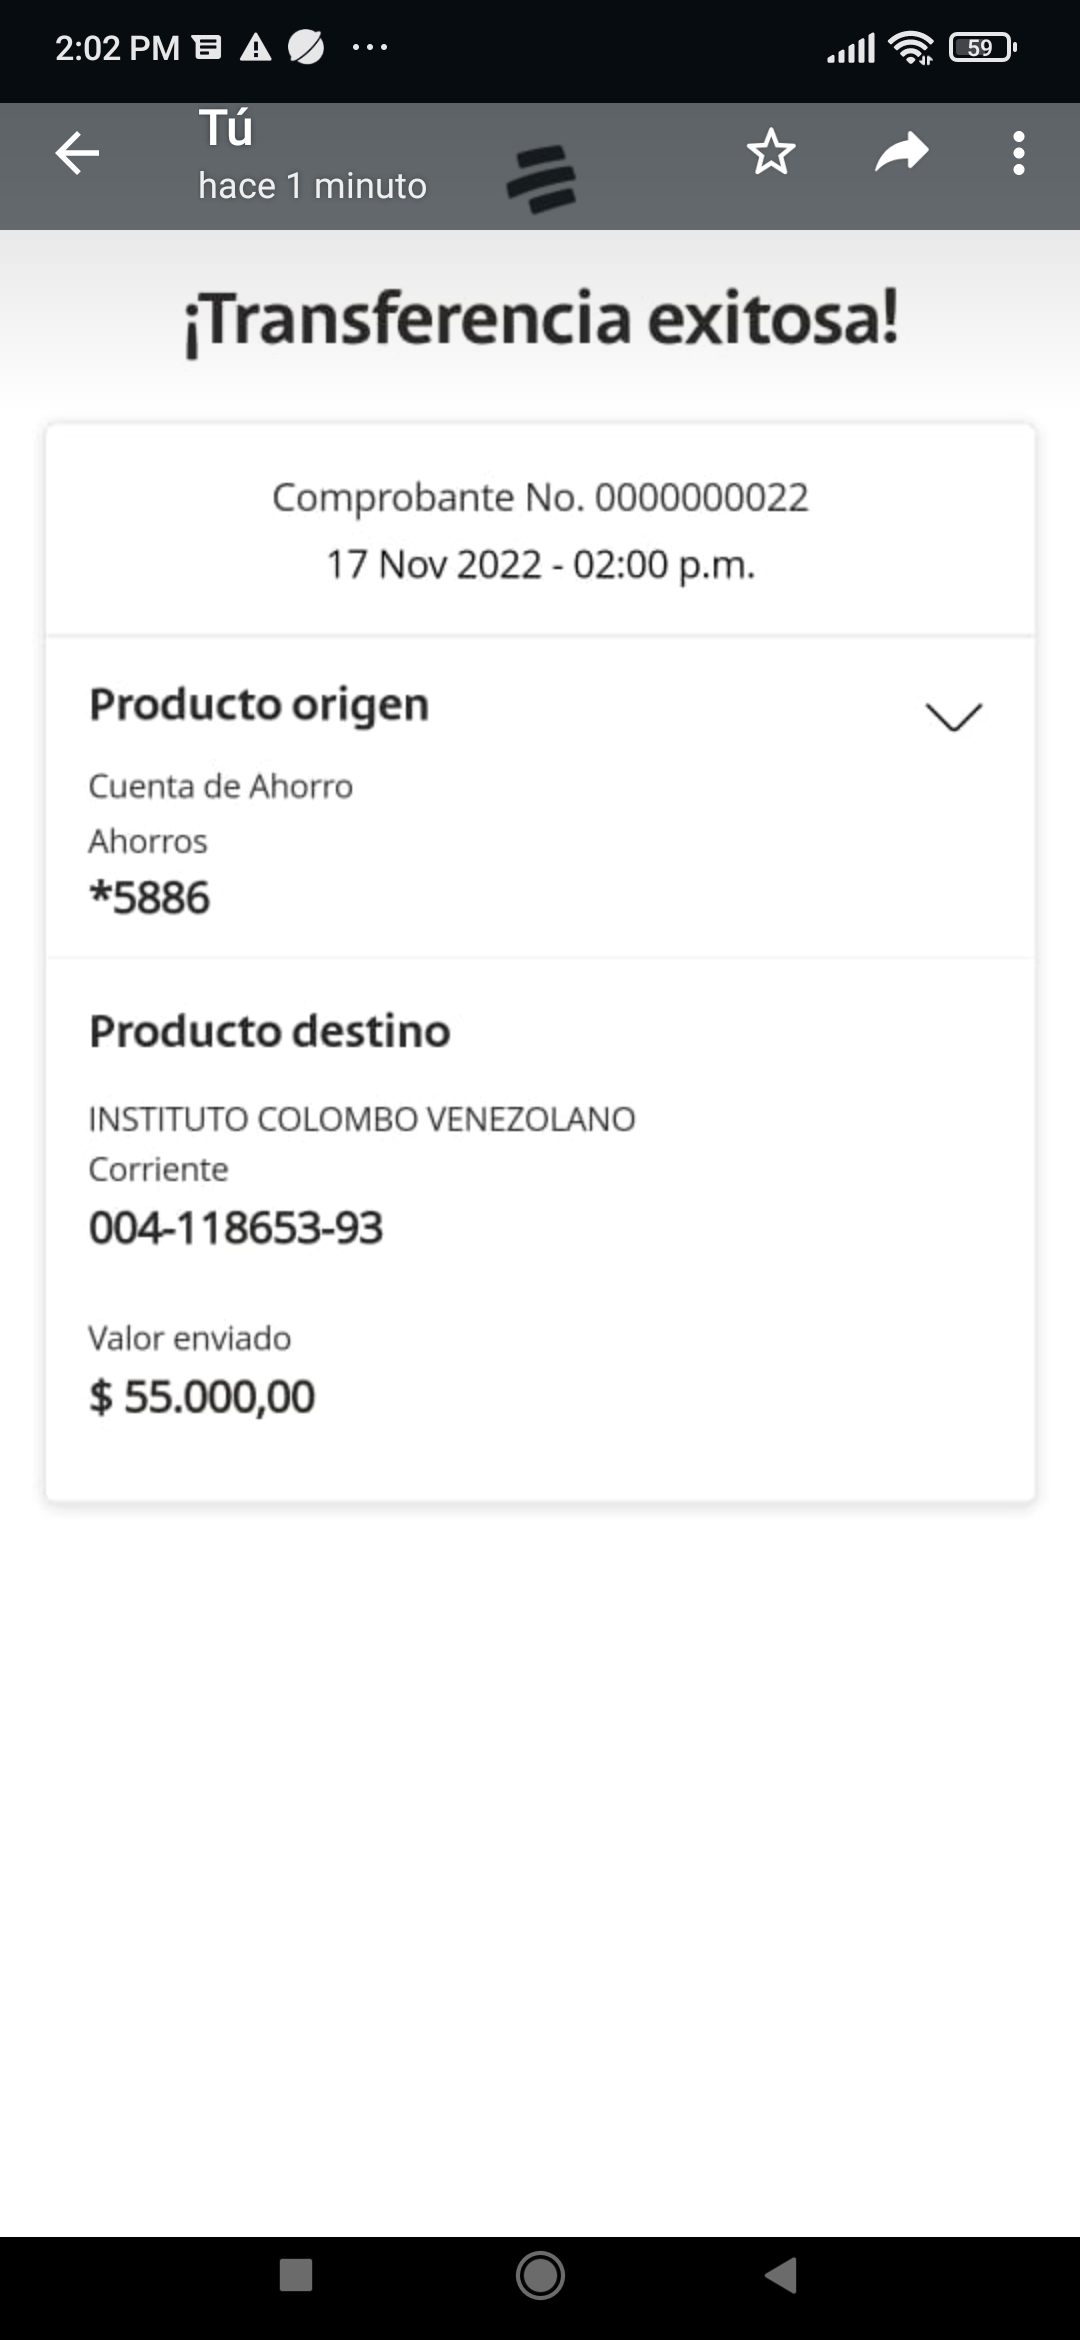 2:02 PM
59
Tú
hace 1 minuto
¡Transferencia exitosa!
Comprobante No. 0000000022
17 Nov 2022 - 02:00 p.m.
Producto origen
Cuenta de Ahorro
Ahorros
*5886
Producto destino
INSTITUTO COLOMBO VENEZOLANO
Corriente
004-118653-93
Valor enviado
$ 55.000,00